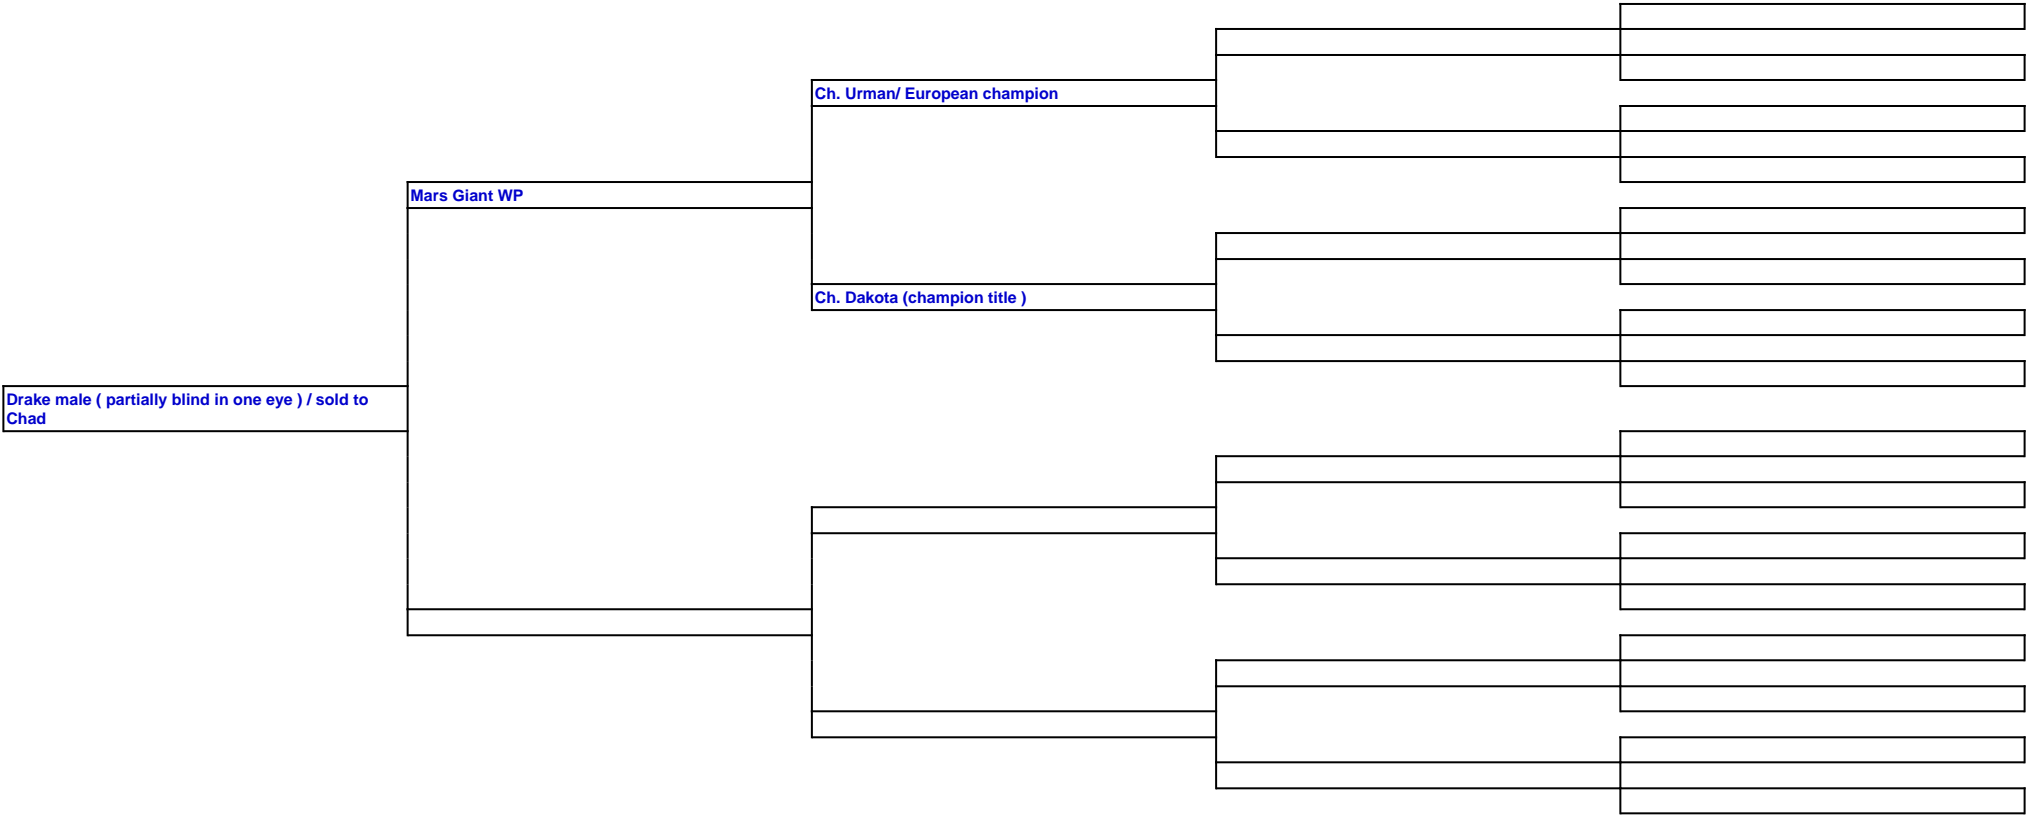 Ch. Urman/ European champion
Mars Giant WP
Ch. Dakota (champion title )
Drake male ( partially blind in one eye ) / sold to
Chad